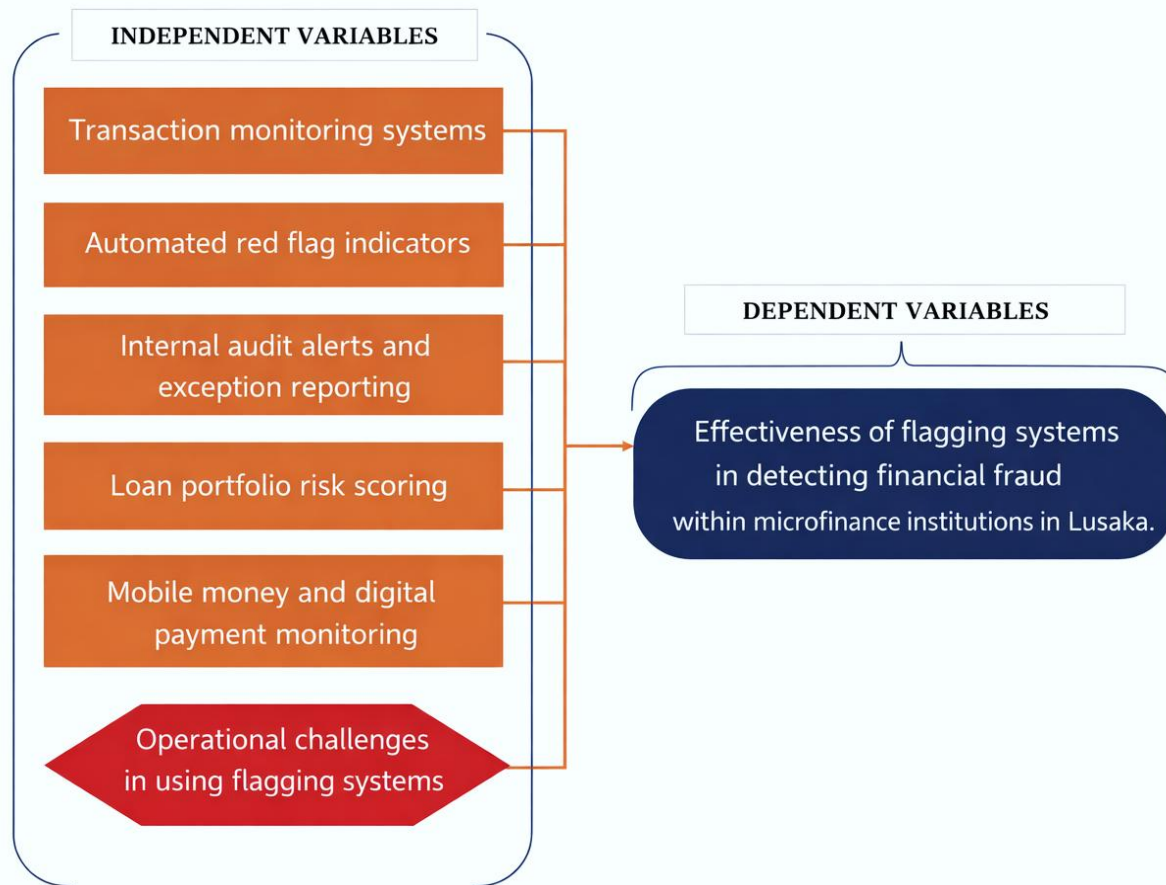 INDEPENDENT VARIABLES
Transaction monitoring systems
Automated red flag indicators
Internal audit alerts and
exception reporting
Loan portfolio risk scoring
Mobile money and digital
payment monitoring
Operational challenges
in using flagging systems
DEPENDENT VARIABLES
Effectiveness of flagging systems
in detecting financial fraud
within microfinance institutions in Lusaka.